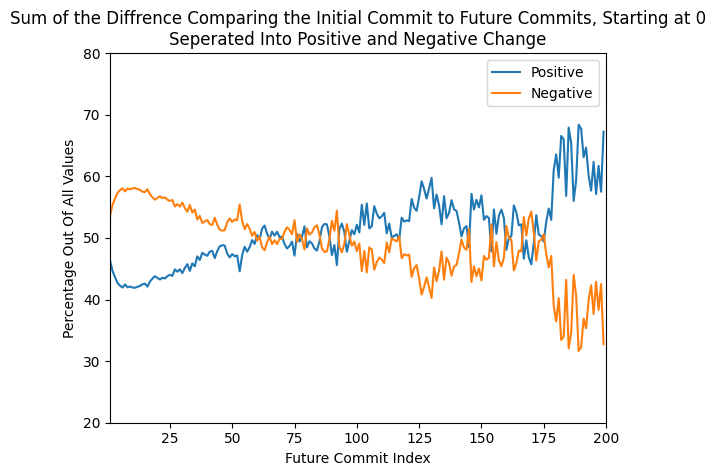 Sum of the Diffrence Comparing the Initial Commit to Future Commits, Starting at 0
Seperated Into Positive and Negative Change
80
70
60
50
40
30
20
Percentage Out Of All Values
Positive
Negative
25
50
75
100
125
150
175
200
Future Commit Index